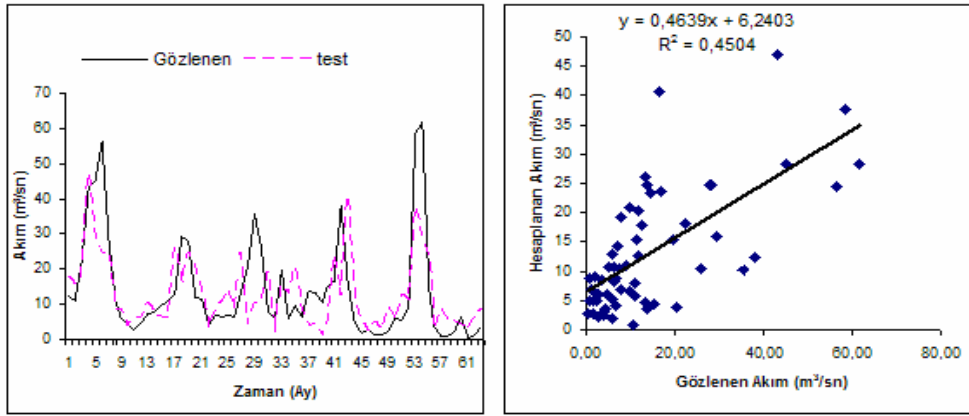 Gözlenen test
Akım (m³/sn)
70
60
50
40
30
20
10
0
1 5 9 13 17 21 25 29 33 37 41 45 49 53 57 61
Zaman (Ay)
y = 0,4639x + 6,2403
R² = 0,4504
Hesaplanan Akım (m³/sn)
50
45
40
35
30
25
20
15
10
5
0
0,00 20,00 40,00 60,00 80,00
Gözlenen Akım (m³/sn)